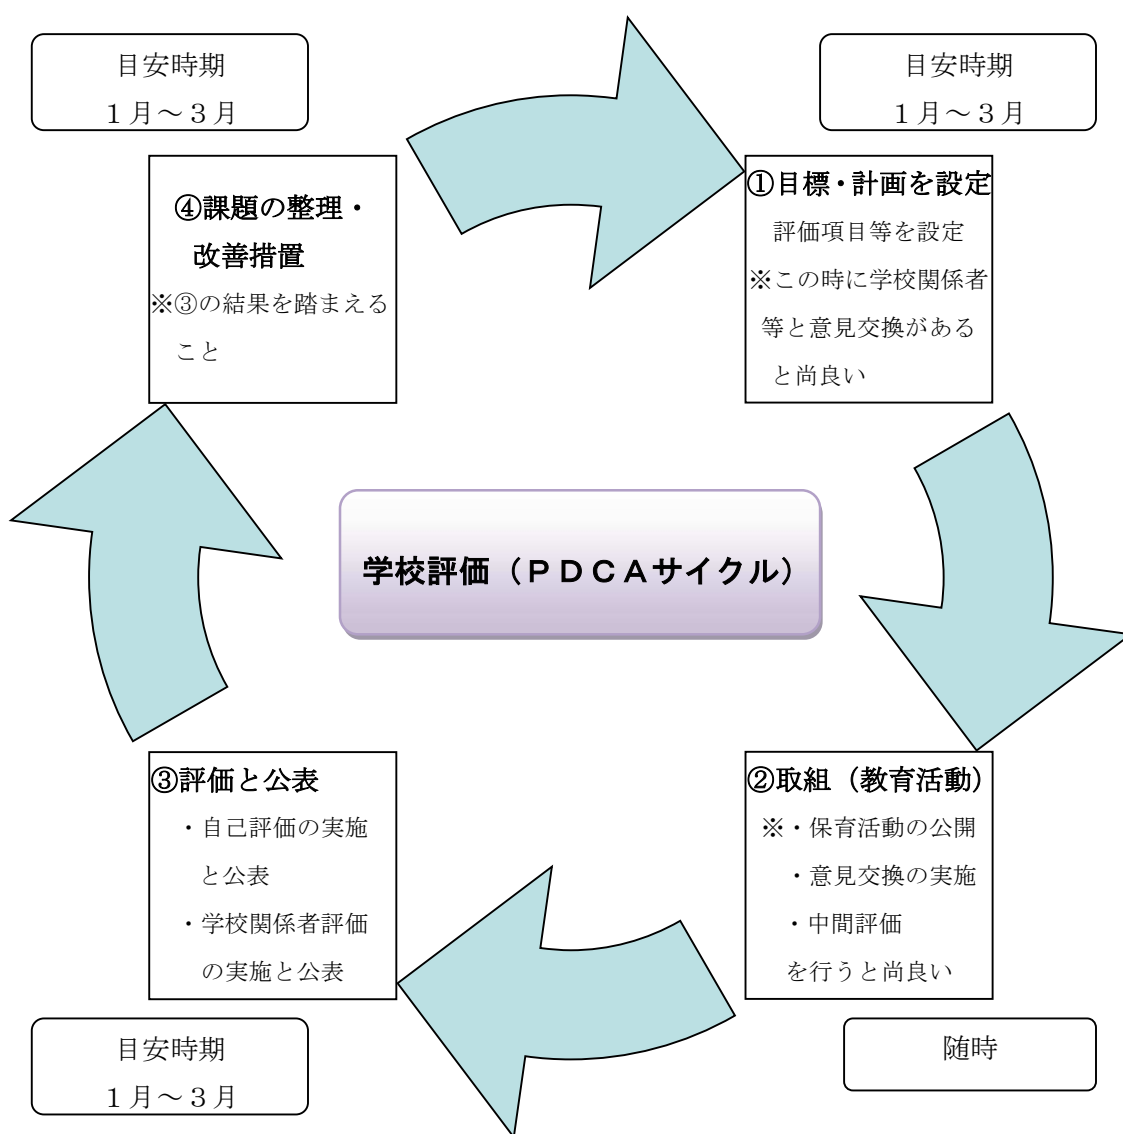 目安時期
１月～３月
目安時期
１月～３月
④課題の整理・
改善措置
※③の結果を踏まえる
こと
①目標・計画を設定
評価項目等を設定
※この時に学校関係者
等と意見交換がある
と尚良い
学校評価（ＰＤＣＡサイクル）
③評価と公表
・自己評価の実施
と公表
・学校関係者評価
の実施と公表
②取組（教育活動）
※・保育活動の公開
・意見交換の実施
・中間評価
を行うと尚良い
目安時期
１月～３月
随時